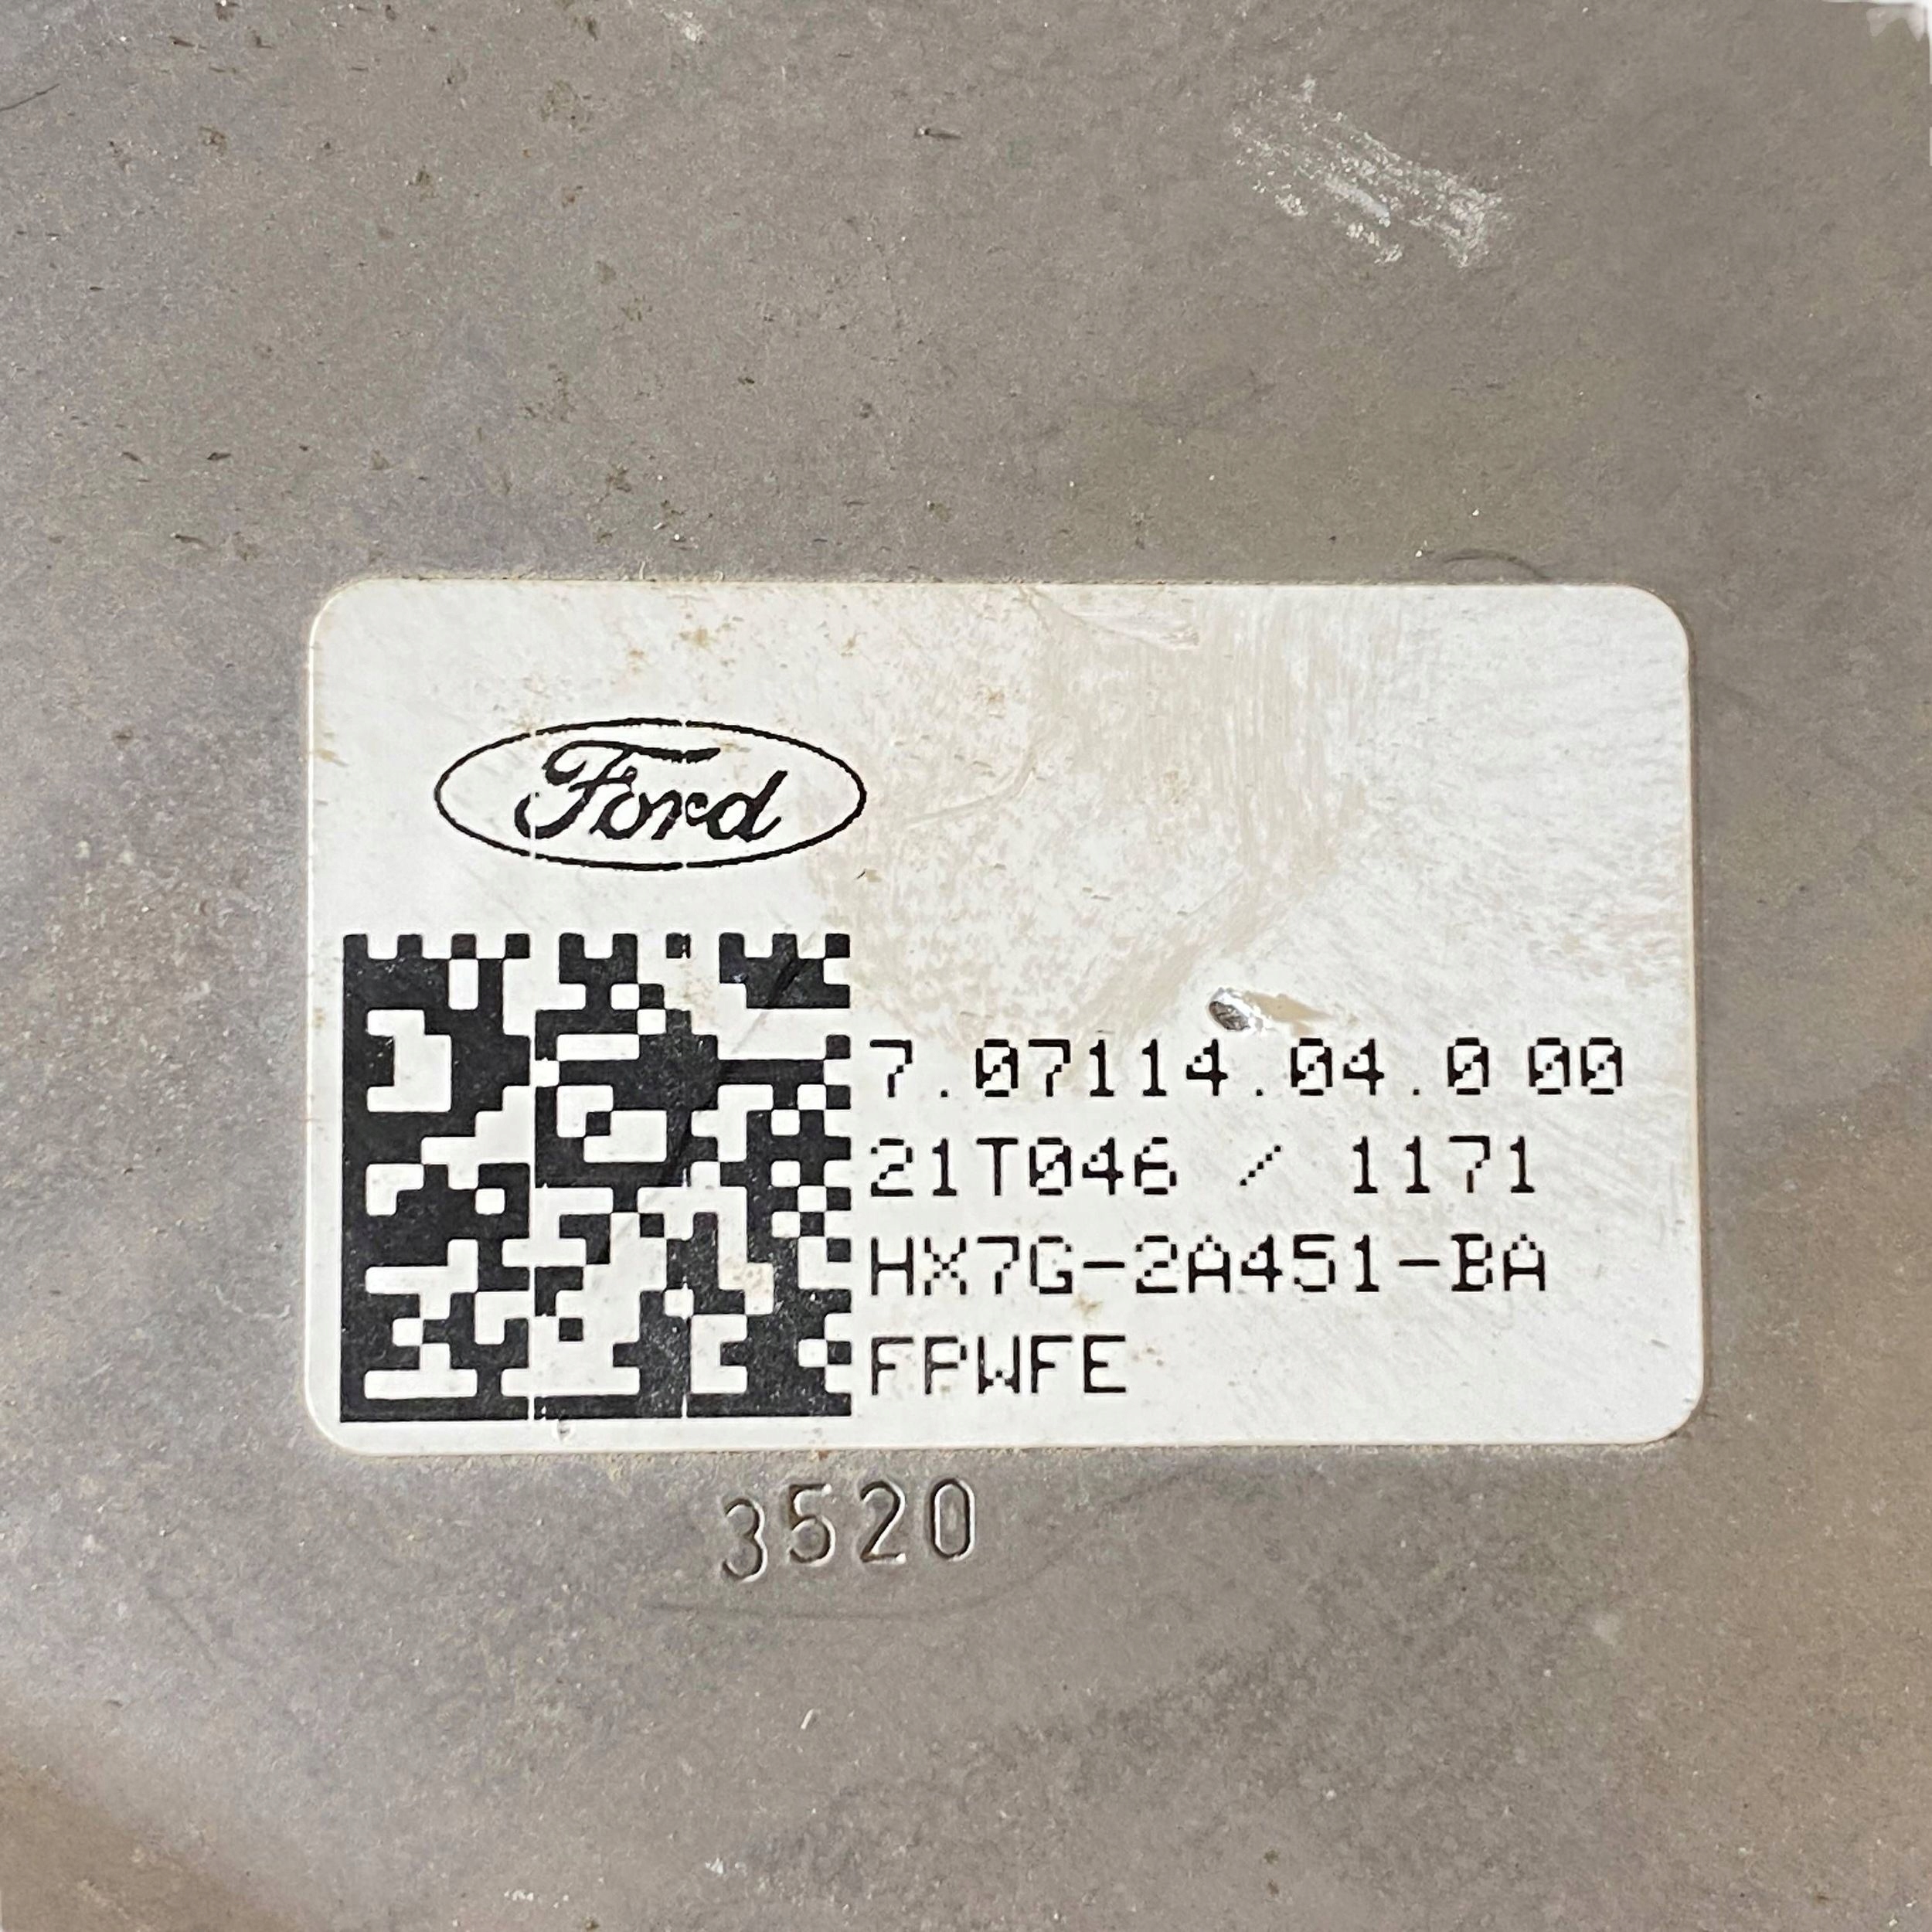 Ford
7.07114.04.0 00
21T046 / 1171
HX7G-2A451-BA
FPWFE
3520